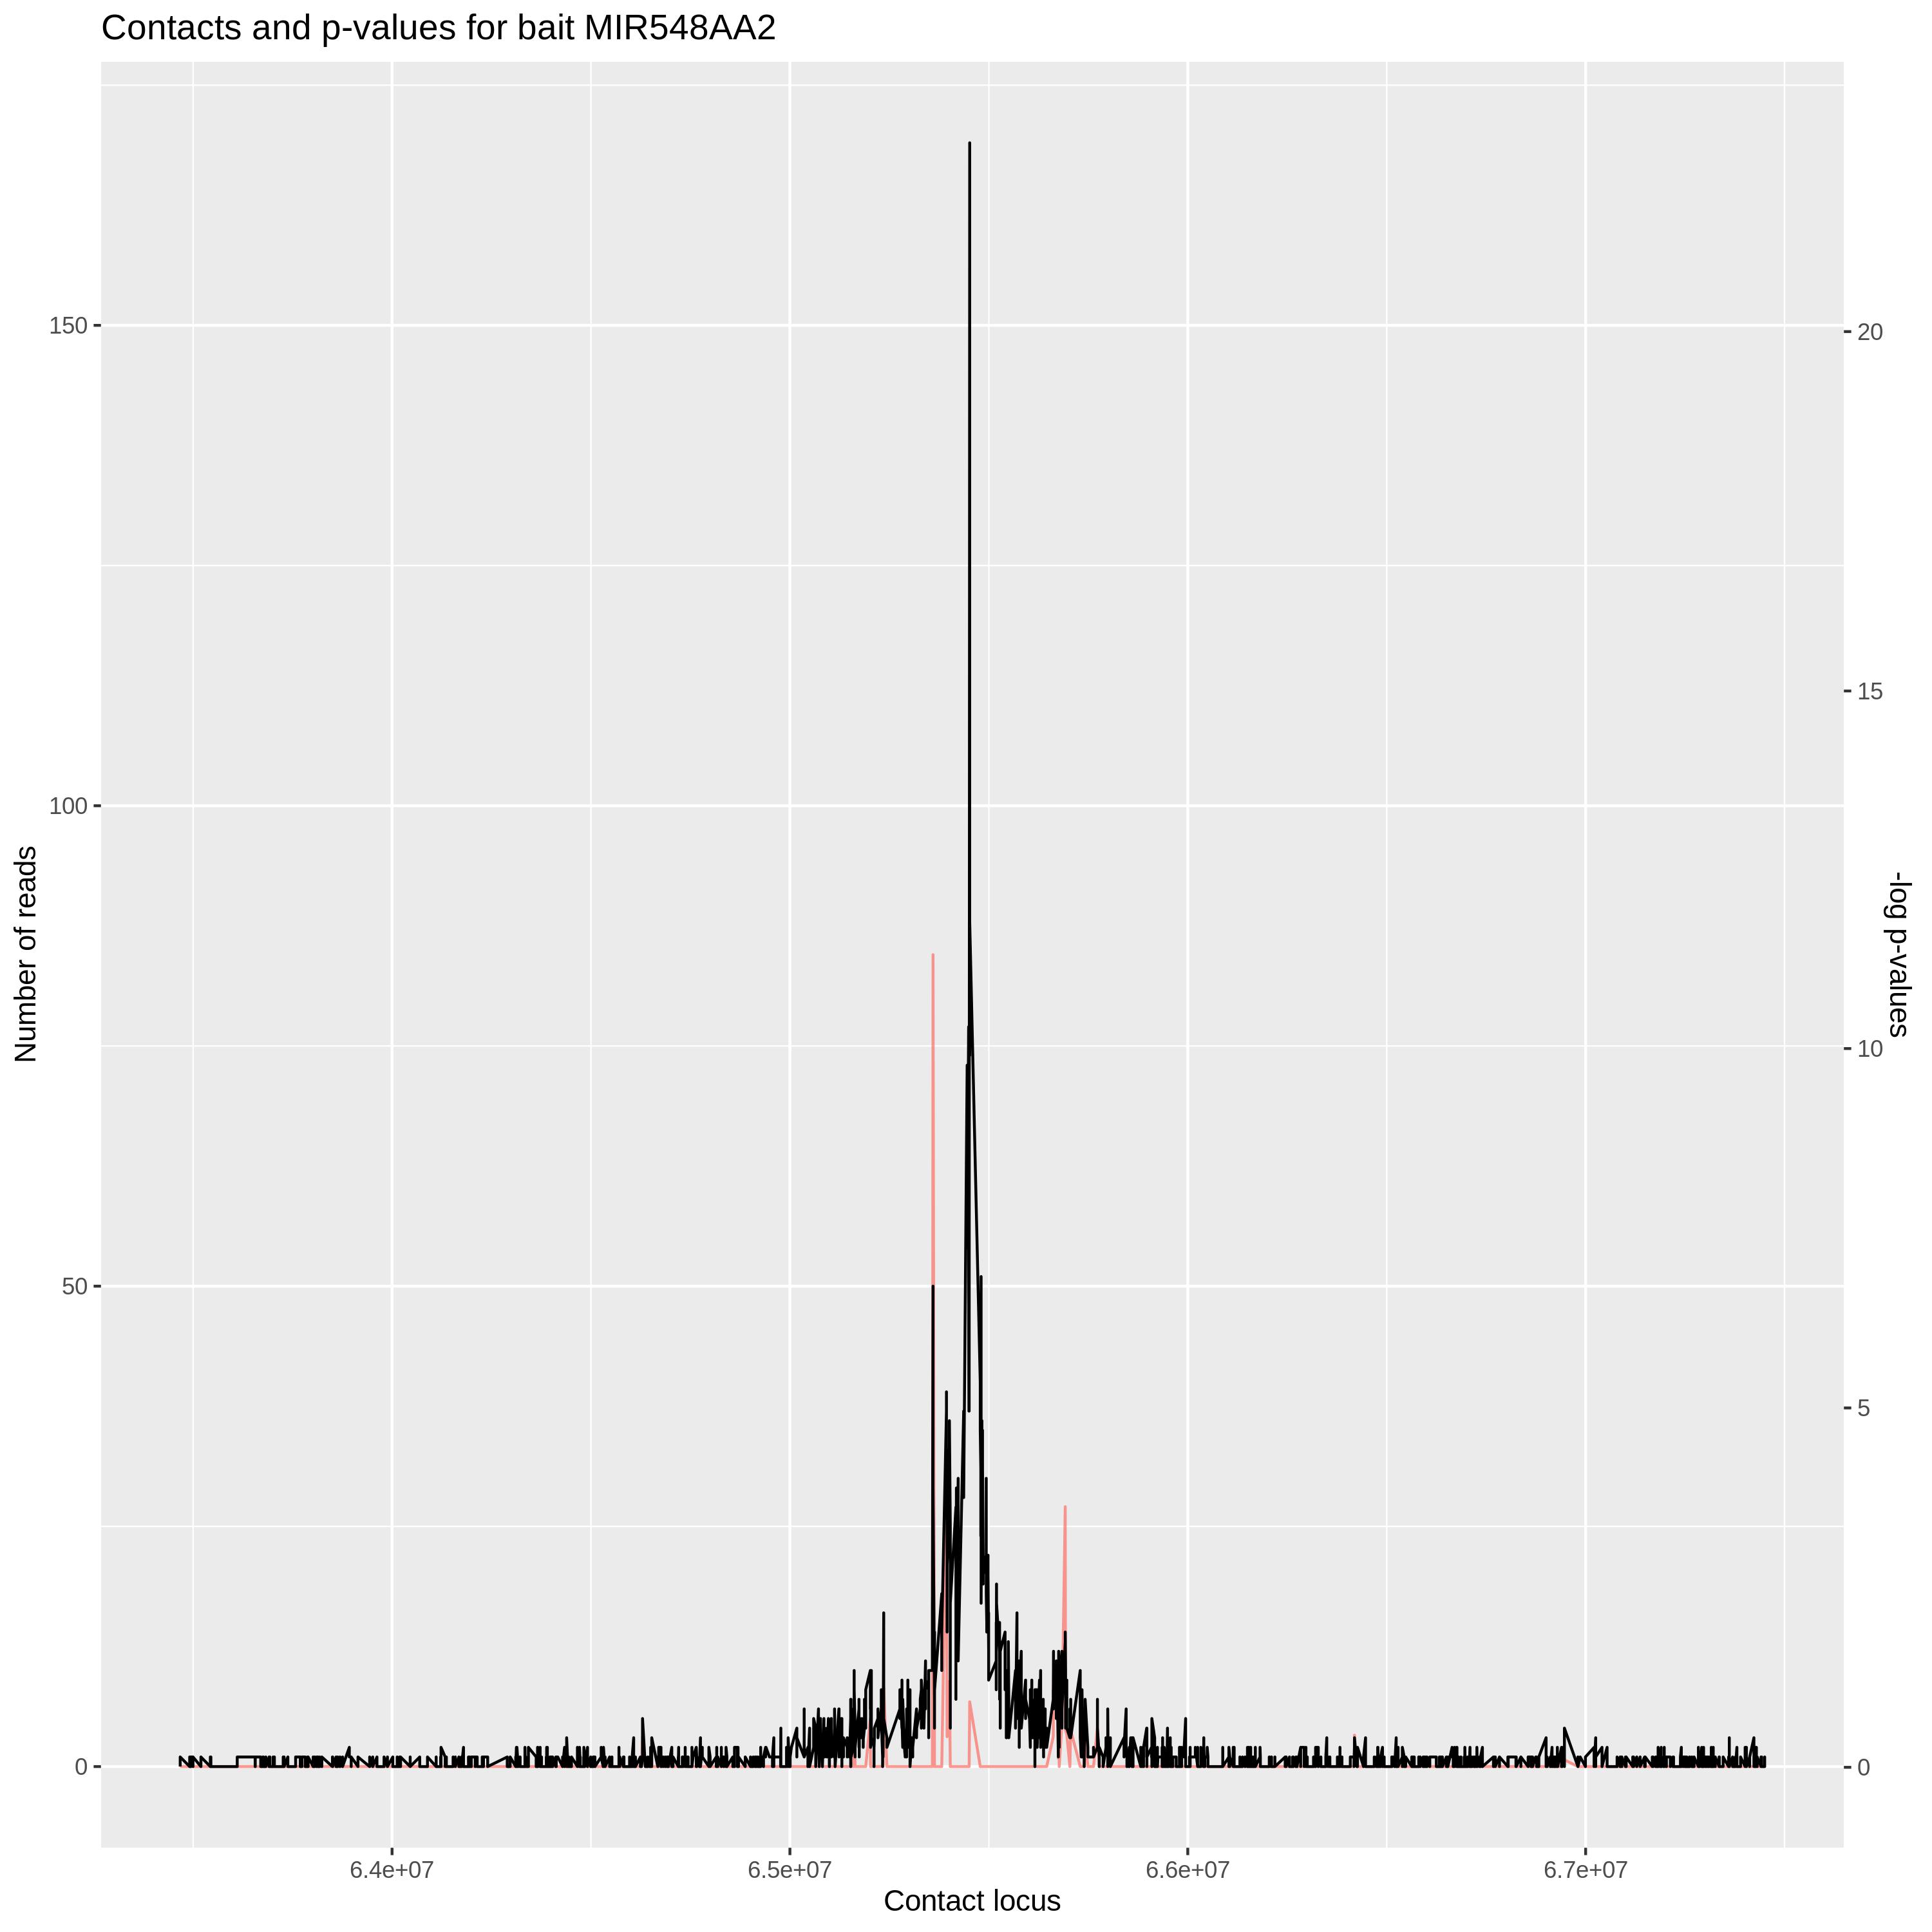 Contacts and p-values for bait MIR548AA2
150
100
50
0
Number of reads
20
15
10
5
0
-log p-values
6.4e+07
6.5e+07
6.6e+07
6.7e+07
Contact locus